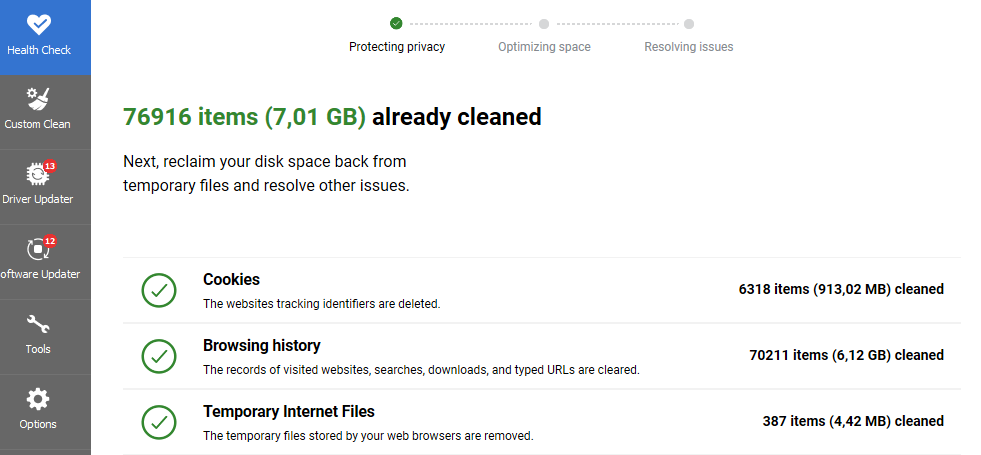 Health Check
Custom Clean
13
Driver Updater
12
oftware Updater
Tools
Options
Protecting privacy
Optimizing space
Resolving issues
76916 items (7,01 GB) already cleaned
Next, reclaim your disk space back from
temporary files and resolve other issues.
Cookies
The websites tracking identifiers are deleted.
6318 items (913,02 MB) cleaned
Browsing history
The records of visited websites, searches, downloads, and typed URLs are cleared.
70211 items (6,12 GB) cleaned
Temporary Internet Files
The temporary files stored by your web browsers are removed.
387 items (4,42 MB) cleaned